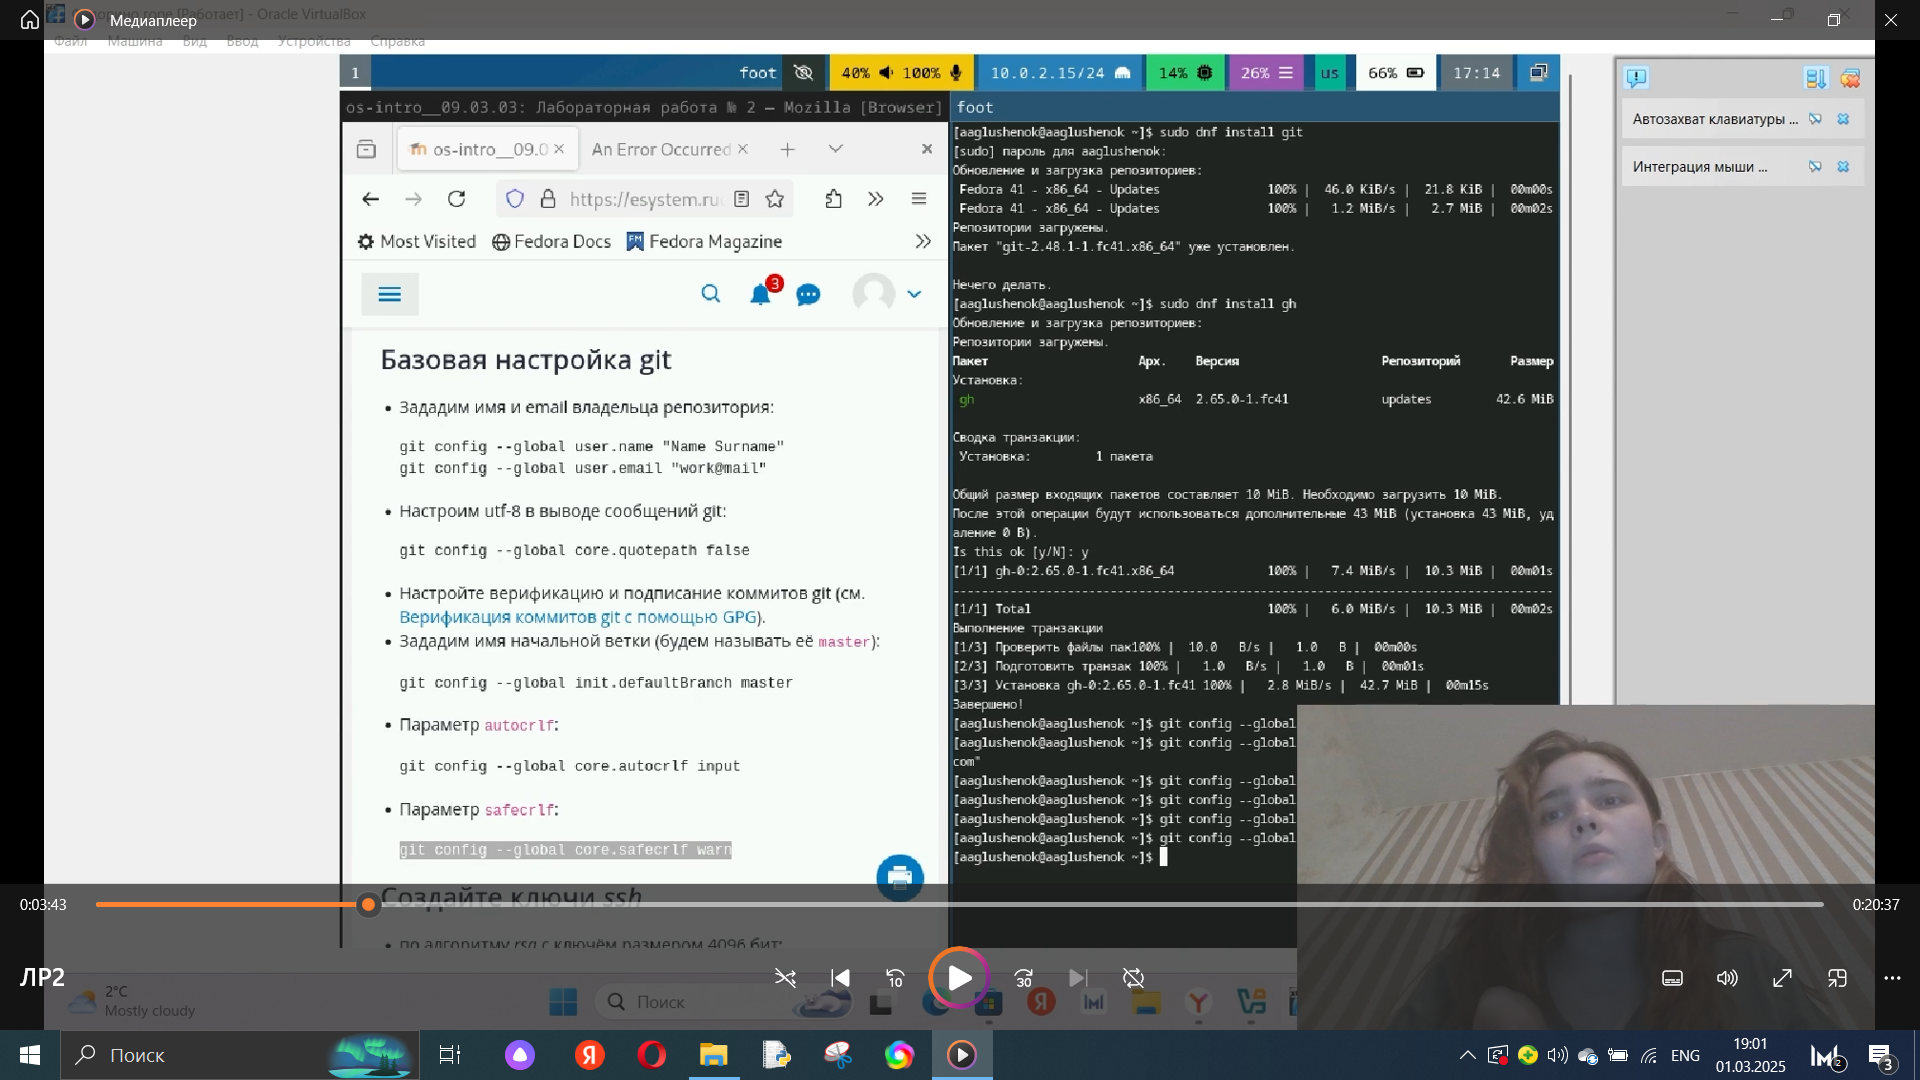 Медиаплеер
[Работает] - Oracle VirtualBox
Файл Машина Вид Ввод Устройства Справка
1 foot 40% 100% 10.0.2.15/24 14% 26% us 66% 17:14
os-intro__09.03.03: Лабораторная работа № 2 — Mozilla [Browser]
os-intro__09.0 An Error Occurred
https://esystem.ru
Most Visited Fedora Docs Fedora Magazine
3
Базовая настройка git
• Зададим имя и email владельца репозитория:
git config --global user.name "Name Surname"
git config --global user.email "work@mail"
• Настроим utf-8 в выводе сообщений git:
git config --global core.quotepath false
• Настройте верификацию и подписание коммитов git (см.
Верификация коммитов git с помощью GPG).
• Зададим имя начальной ветки (будем называть её master):
git config --global init.defaultBranch master
• Параметр autocrlf:
git config --global core.autocrlf input
• Параметр safecrlf:
git config --global core.safecrlf warn
Создайте ключи ssh
• по алгоритму rsa с ключём размером 4096 бит:
foot
[aaglushenok@aaglushenok ~]$ sudo dnf install git
[sudo] пароль для aaglushenok:
Обновление и загрузка репозиториев:
Fedora 41 - x86_64 - Updates 100% | 46.0 KiB/s | 21.8 KiB | 00m00s
Fedora 41 - x86_64 - Updates 100% | 1.2 MiB/s | 2.7 MiB | 00m02s
Репозитории загружены.
Пакет "git-2.48.1-1.fc41.x86_64" уже установлен.
Нечего делать.
[aaglushenok@aaglushenok ~]$ sudo dnf install gh
Обновление и загрузка репозиториев:
Репозитории загружены.
Пакет Арх. Версия Репозиторий Размер
Установка:
gh x86_64 2.65.0-1.fc41 updates 42.6 MiB
Сводка транзакции:
Установка: 1 пакета
Общий размер входящих пакетов составляет 10 MiB. Необходимо загрузить 10 MiB.
После этой операции будут использоваться дополнительные 43 MiB (установка 43 MiB, уд
аление 0 B).
Is this ok [y/N]: y
[1/1] gh-0:2.65.0-1.fc41.x86_64 100% | 7.4 MiB/s | 10.3 MiB | 00m01s
--------------------------------------------------------------------------------
[1/1] Total 100% | 6.0 MiB/s | 10.3 MiB | 00m02s
Выполнение транзакции
[1/3] Проверить файлы пак100% | 10.0 B/s | 1.0 B | 00m00s
[2/3] Подготовить транзак 100% | 1.0 B/s | 1.0 B | 00m01s
[3/3] Установка gh-0:2.65.0-1.fc41 100% | 2.8 MiB/s | 42.7 MiB | 00m15s
Завершено!
[aaglushenok@aaglushenok ~]$ git config --global
[aaglushenok@aaglushenok ~]$ git config --global
com"
[aaglushenok@aaglushenok ~]$ git config --global
[aaglushenok@aaglushenok ~]$ git config --global
[aaglushenok@aaglushenok ~]$ git config --global
[aaglushenok@aaglushenok ~]$ git config --global
[aaglushenok@aaglushenok ~]$
Автозахват клавиатуры ...
Интеграция мыши ...
0:03:43
0:20:37
ЛР2
10
30
2°C
Mostly cloudy
Поиск
Поиск
ENG
19:01
01.03.2025
2
3